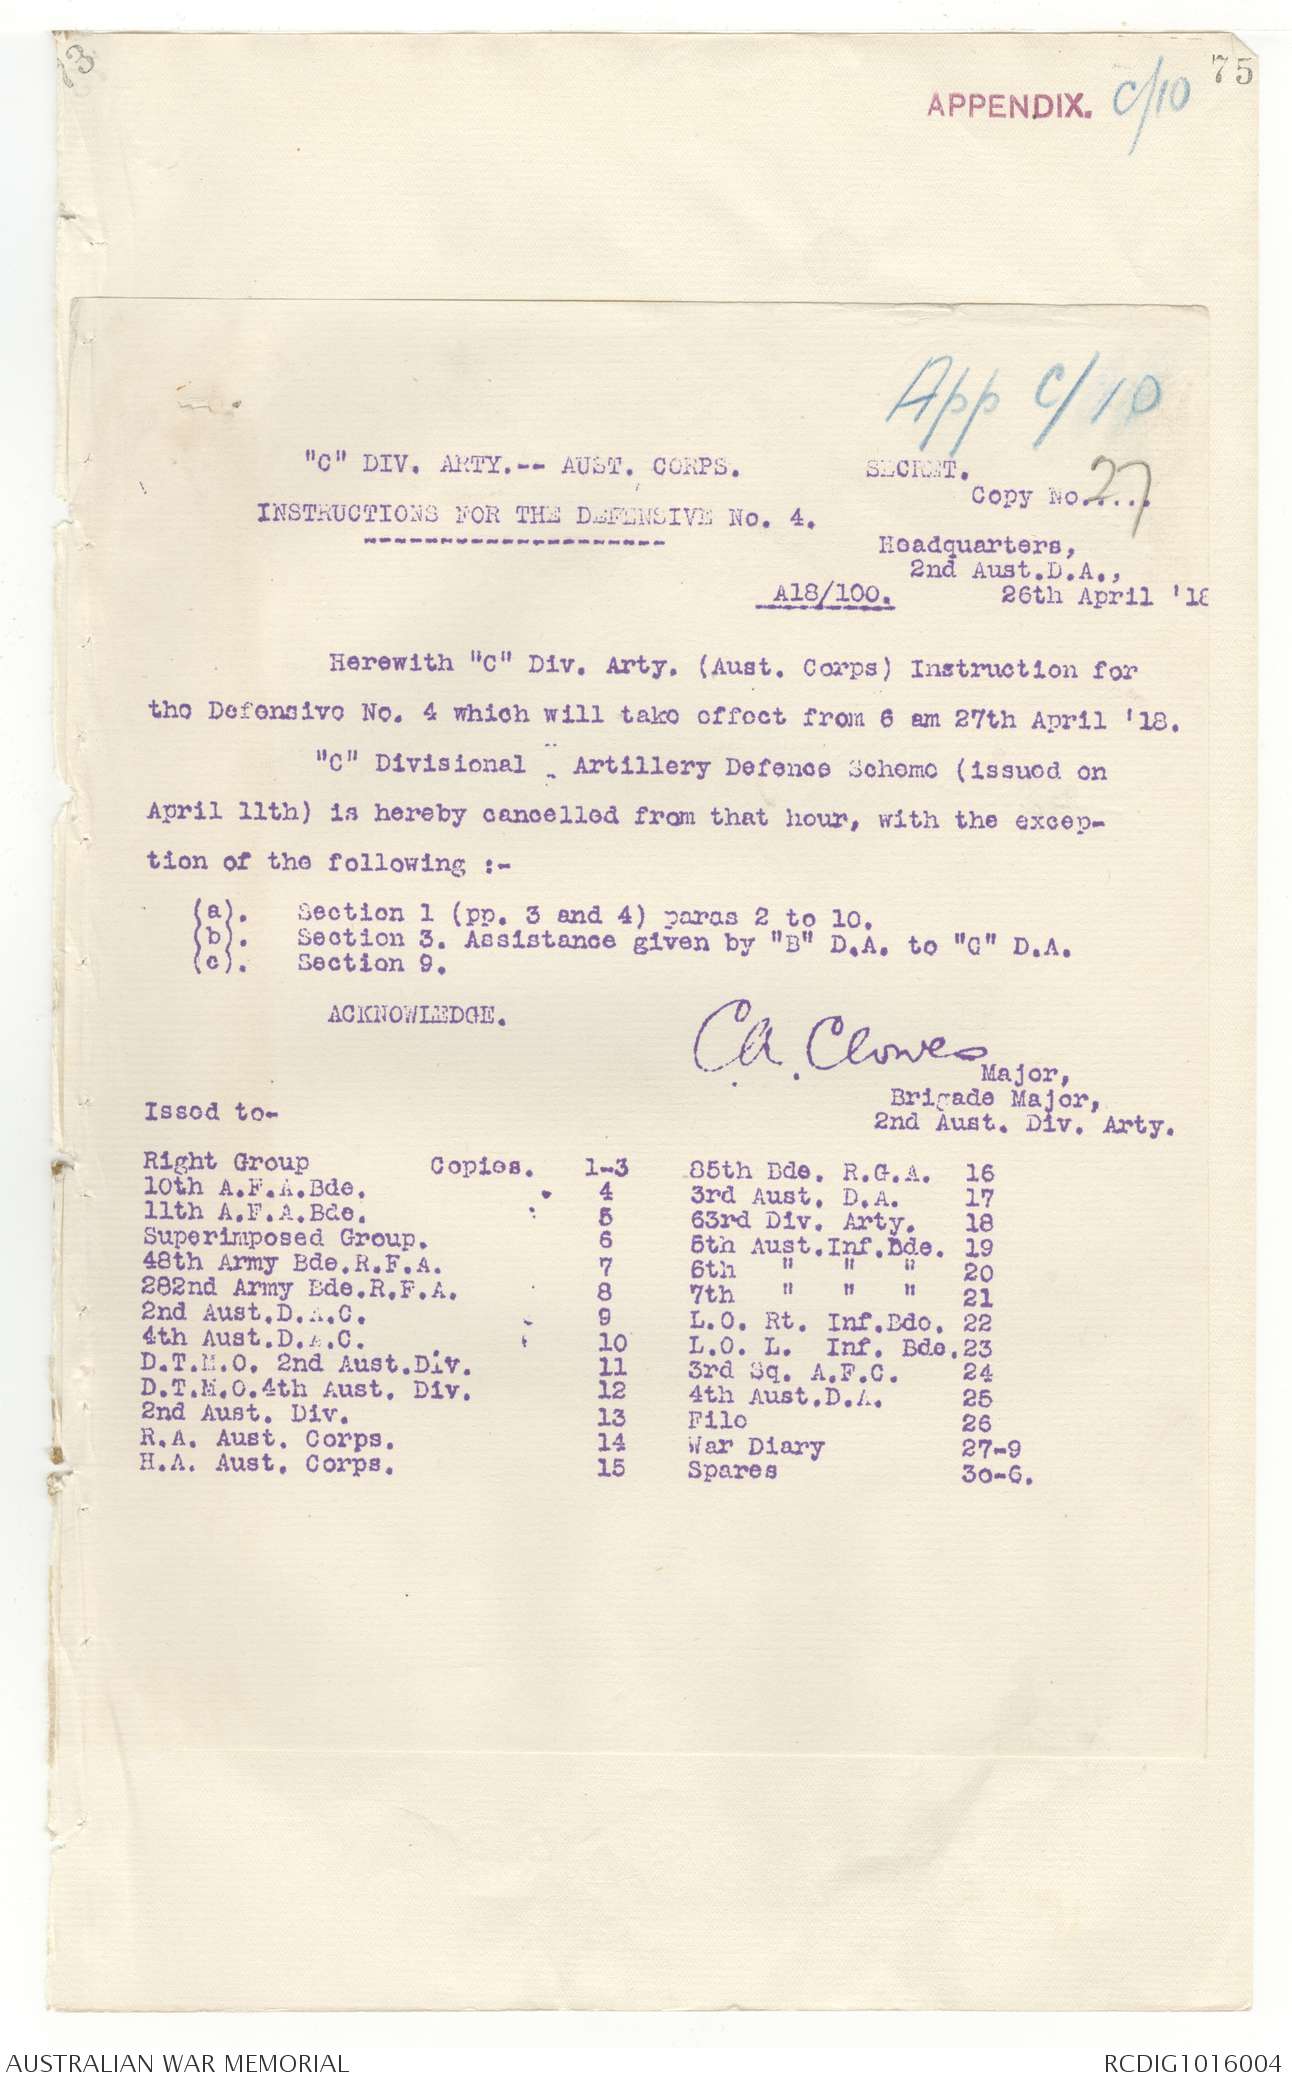 73
75
APPENDIX. C/10
App C/10
"C" DIV. ARTY.-- AUST. CORPS.
SECRET.
Copy No.27....
INSTRUCTIONS FOR THE DEFENSIVE No. 4.
Headquarters,
2nd Aust.D.A.,
A18/100. 26th April '18
Herewith "C" Div. Arty. (Aust. Corps) Instruction for
the Defensive No. 4 which will take effect from 6 am 27th April '18.
"C" Divisional Artillery Defence Scheme (issued on
April 11th) is hereby cancelled from that hour, with the excep-
tion of the following :-
(a). Section 1 (pp. 3 and 4) paras 2 to 10.
(b). Section 3. Assistance given by "B" D.A. to "C" D.A.
(c). Section 9.
ACKNOWLEDGE.
CA. Clowes
Major,
Brigade Major,
2nd Aust. Div. Arty.
Issed to-
Right Group Copies. 1-3
10th A.F.A.Bde. 4
11th A.F.A.Bde. 5
Superimposed Group. 6
48th Army Bde.R.F.A. 7
282nd Army Bde.R.F.A. 8
2nd Aust.D.A.C. 9
4th Aust.D.A.C. 10
D.T.M.O. 2nd Aust.Div. 11
D.T.M.O.4th Aust. Div. 12
2nd Aust. Div. 13
R.A. Aust. Corps. 14
H.A. Aust. Corps. 15
85th Bde. R.G.A. 16
3rd Aust. D.A. 17
63rd Div. Arty. 18
5th Aust.Inf.Bde. 19
6th " " " 20
7th " " " 21
L.O. Rt. Inf.Bde. 22
L.O. L. Inf. Bde.23
3rd Sq. A.F.C. 24
4th Aust.D.A. 25
File 26
War Diary 27-9
Spares 30-6.
AUSTRALIAN WAR MEMORIAL
RCDIG1016004